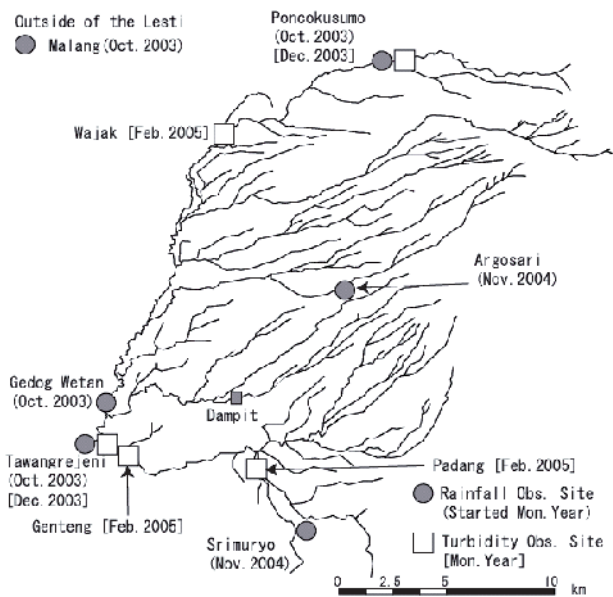 Outside of the Lesti
Malang(Oct. 2003)
Poncokusumo
(Oct. 2003)
[Dec. 2003]
Wajak [Feb. 2005]
Argosari
(Nov. 2004)
Gedog Wetan
(Oct. 2003)
Dampit
Tawangrejeni
(Oct. 2003)
[Dec. 2003]
Genteng [Feb. 2005]
Padang [Feb. 2005]
Srimuryo
(Nov. 2004)
Rainfall Obs. Site
(Started Mon. Year)
Turbidity Obs. Site
[Mon. Year]
0 2.5 5 10 km